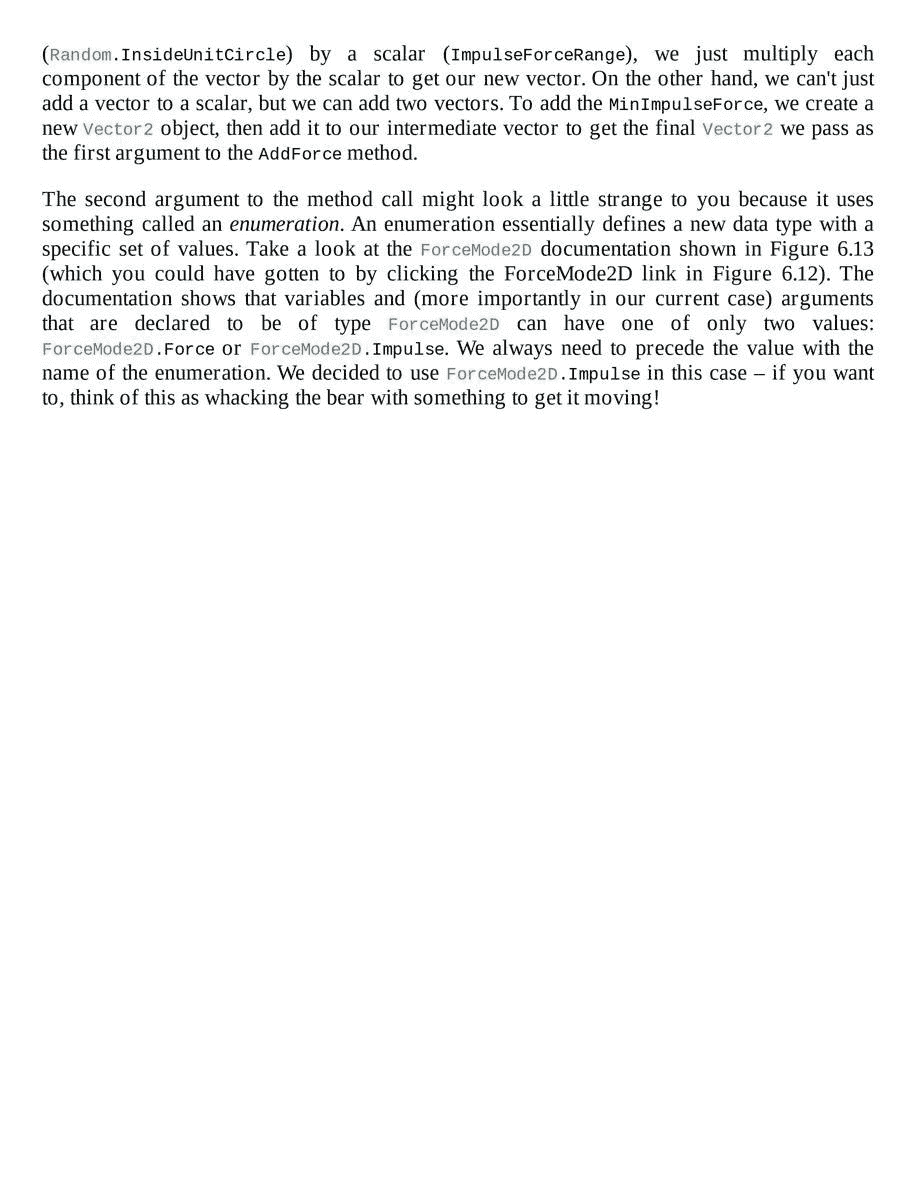 (Random.InsideUnitCircle) by a scalar (ImpulseForceRange), we just multiply each
component of the vector by the scalar to get our new vector. On the other hand, we can't just
add a vector to a scalar, but we can add two vectors. To add the MinImpulseForce, we create a
new Vector2 object, then add it to our intermediate vector to get the final Vector2 we pass as
the first argument to the AddForce method.
The second argument to the method call might look a little strange to you because it uses
something called an enumeration. An enumeration essentially defines a new data type with a
specific set of values. Take a look at the ForceMode2D documentation shown in Figure 6.13
(which you could have gotten to by clicking the ForceMode2D link in Figure 6.12). The
documentation shows that variables and (more importantly in our current case) arguments
that are declared to be of type ForceMode2D can have one of only two values:
ForceMode2D.Force or ForceMode2D.Impulse. We always need to precede the value with the
name of the enumeration. We decided to use ForceMode2D.Impulse in this case – if you want
to, think of this as whacking the bear with something to get it moving!